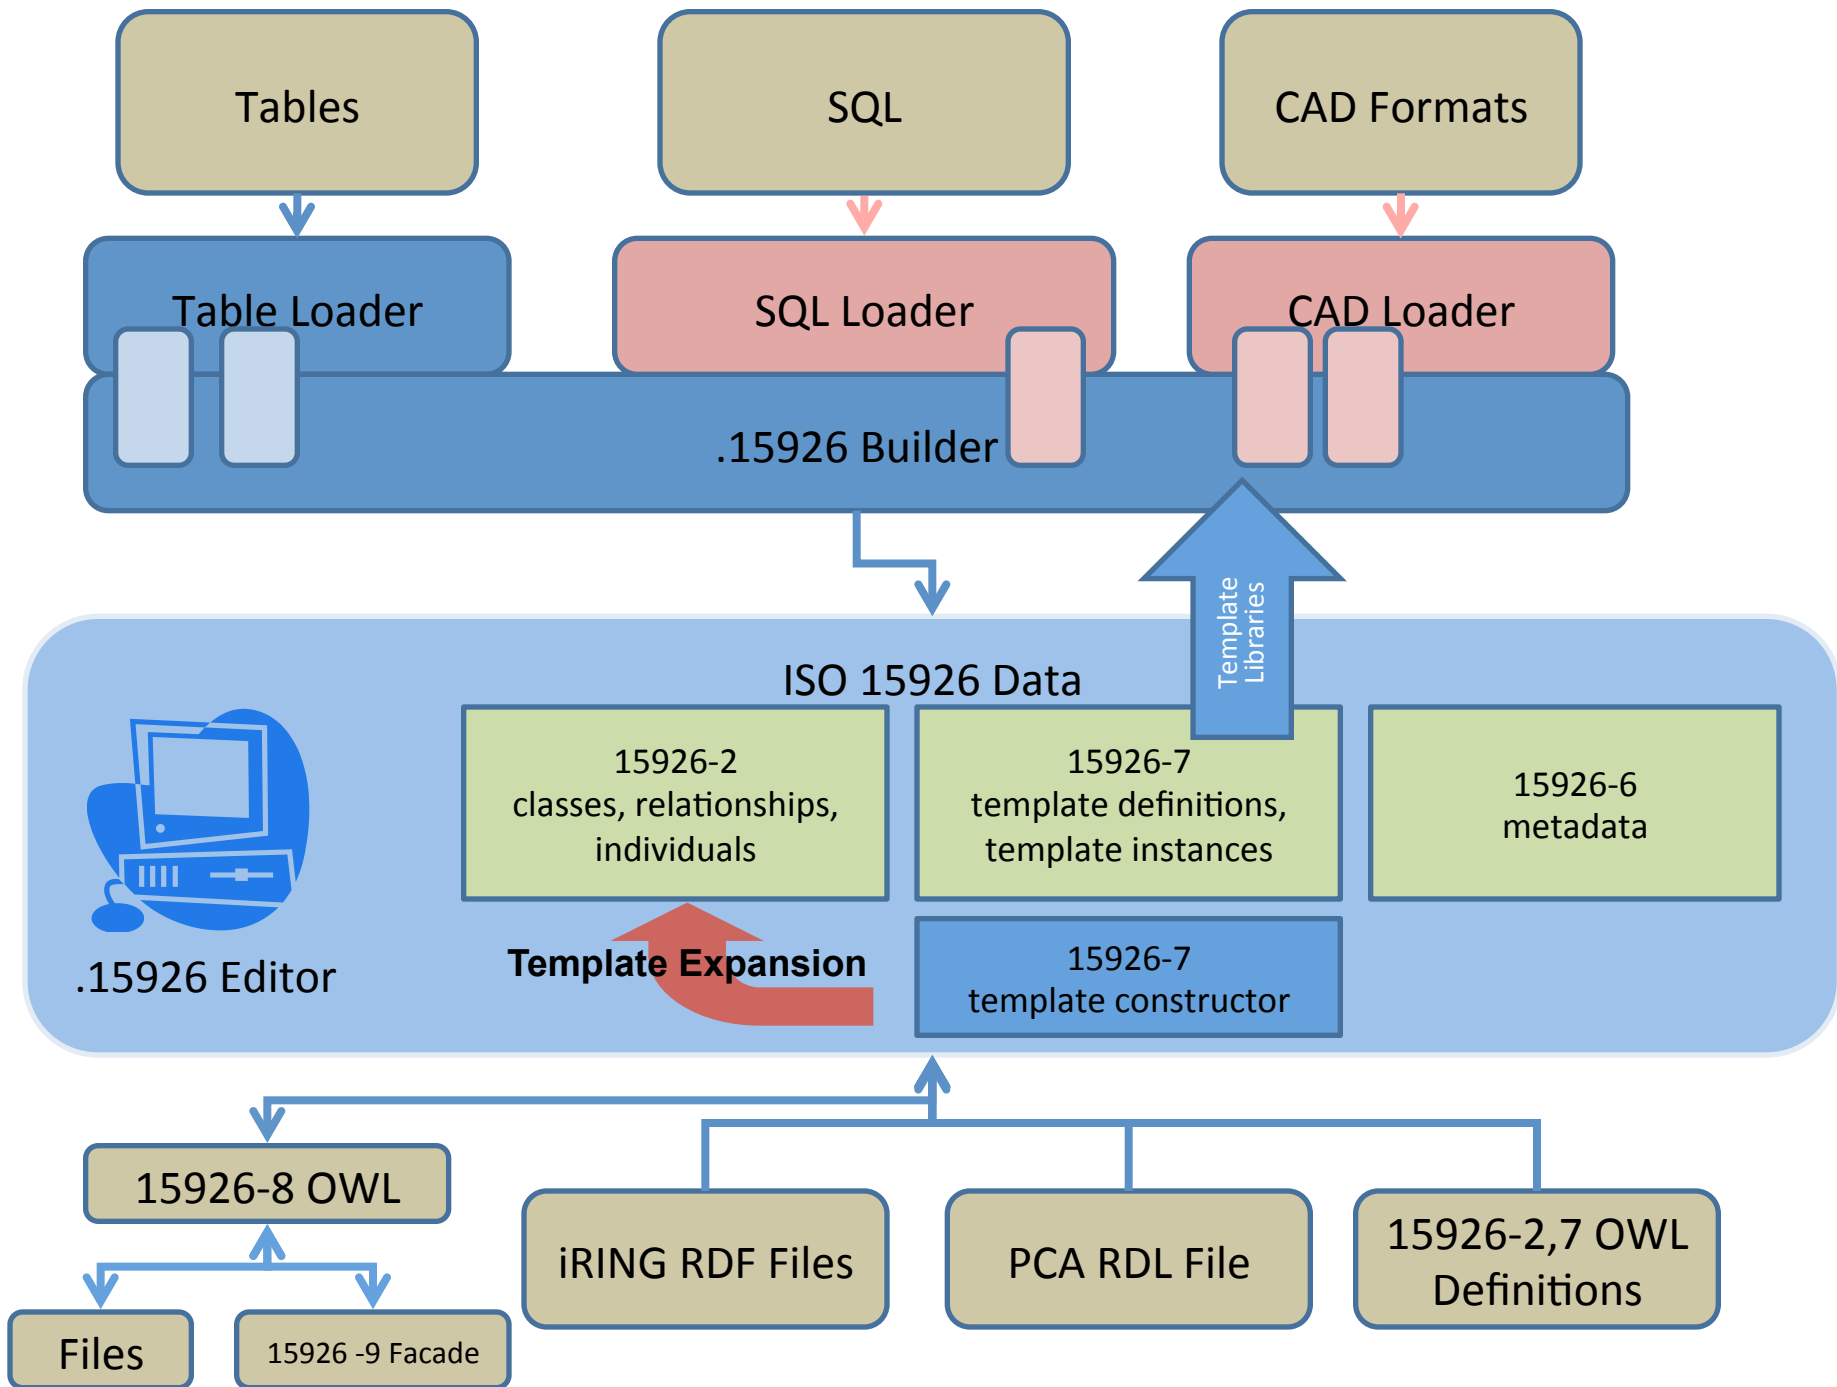 Tables
SQL
CAD Formats
Table Loader
SQL Loader
CAD Loader
.15926 Builder
Template
Libraries
ISO 15926 Data
15926-2
classes, relationships,
individuals
15926-7
template definitions,
template instances
15926-6
metadata
.15926 Editor
Template Expansion
15926-7
template constructor
15926-8 OWL
iRING RDF Files
PCA RDL File
15926-2,7 OWL
Definitions
Files
15926 -9 Facade